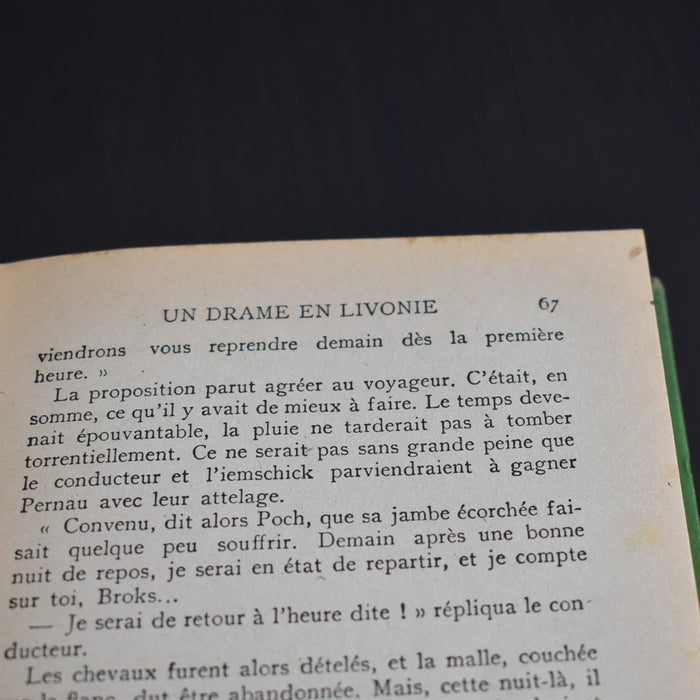 UN DRAME EN LIVONIE 67
viendrons vous reprendre demain dès la première
heure. »
La proposition parut agréer au voyageur. C'était, en
somme, ce qu'il y avait de mieux à faire. Le temps deve-
nait épouvantable, la pluie ne tarderait pas à tomber
torrentiellement. Ce ne serait pas sans grande peine que
le conducteur et l'iemschick parviendraient à gagner
Pernau avec leur attelage.
« Convenu, dit alors Poch, que sa jambe écorchée fai-
sait quelque peu souffrir. Demain après une bonne
nuit de repos, je serai en état de repartir, et je compte
sur toi, Broks...
— Je serai de retour à l'heure dite ! » répliqua le con-
ducteur.
Les chevaux furent alors dételés, et la malle, couchée
le flanc, dut être abandonnée. Mais, cette nuit-là, il